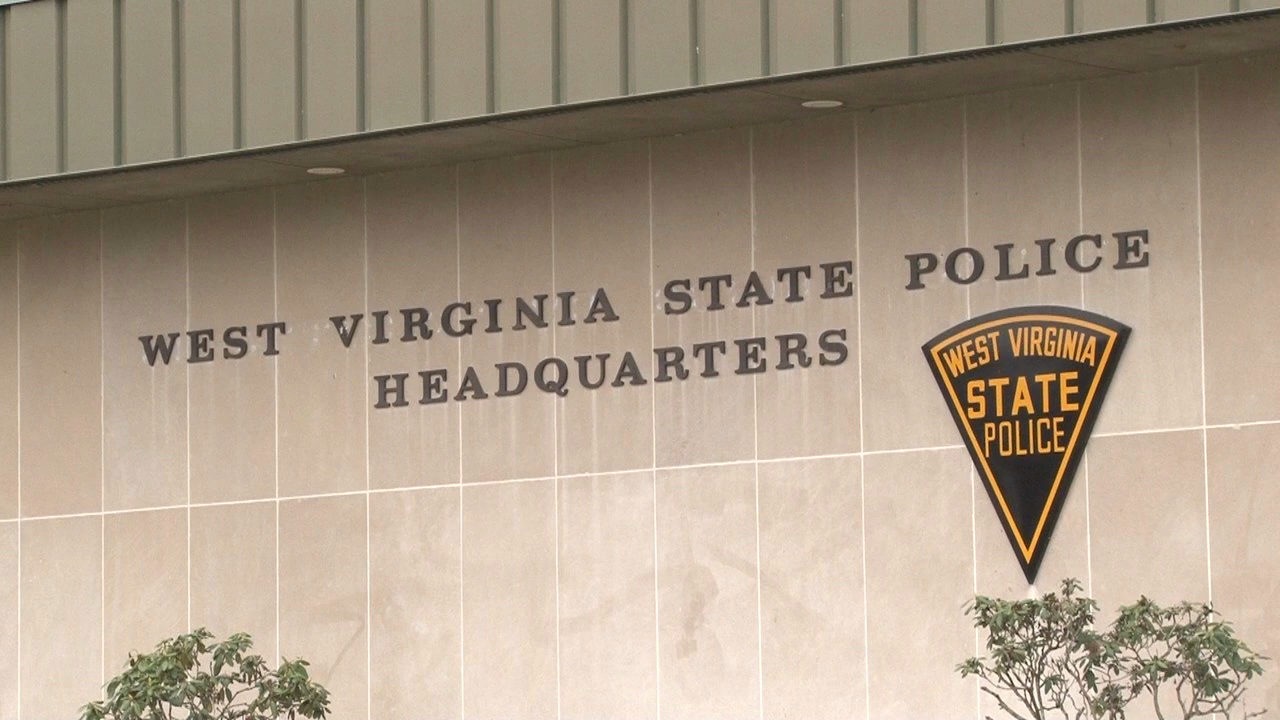 WEST VIRGINIA STATE POLICE
HEADQUARTERS
WEST VIRGINIA
STATE
POLICE